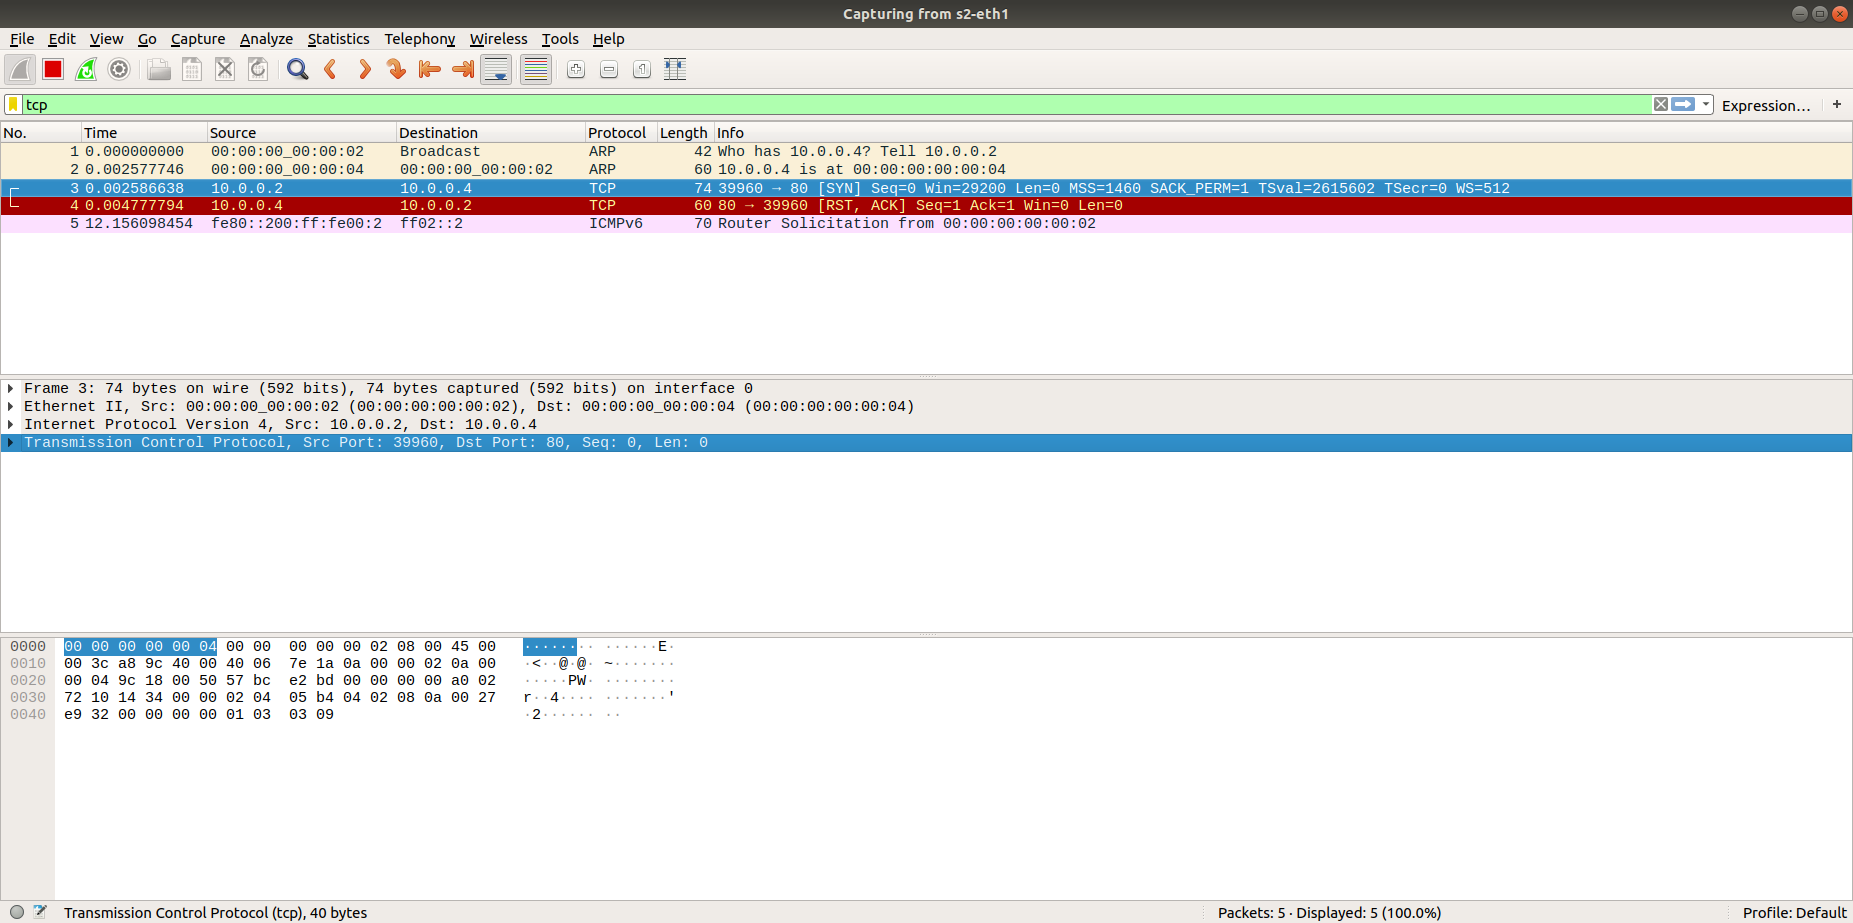 Capturing from s2-eth1
File Edit View Go Capture Analyze Statistics Telephony Wireless Tools Help
tcp Expression… +
No. Time Source Destination Protocol Length Info
1 0.000000000 00:00:00_00:00:02 Broadcast ARP 42 Who has 10.0.0.4? Tell 10.0.0.2
2 0.002577746 00:00:00_00:00:04 00:00:00_00:00:02 ARP 60 10.0.0.4 is at 00:00:00:00:00:04
3 0.002586638 10.0.0.2 10.0.0.4 TCP 74 39960 → 80 [SYN] Seq=0 Win=29200 Len=0 MSS=1460 SACK_PERM=1 TSval=2615602 TSecr=0 WS=512
4 0.004777794 10.0.0.4 10.0.0.2 TCP 60 80 → 39960 [RST, ACK] Seq=1 Ack=1 Win=0 Len=0
5 12.156098454 fe80::200:ff:fe00:2 ff02::2 ICMPv6 70 Router Solicitation from 00:00:00:00:00:02
Frame 3: 74 bytes on wire (592 bits), 74 bytes captured (592 bits) on interface 0
Ethernet II, Src: 00:00:00_00:00:02 (00:00:00:00:00:02), Dst: 00:00:00_00:00:04 (00:00:00:00:00:04)
Internet Protocol Version 4, Src: 10.0.0.2, Dst: 10.0.0.4
Transmission Control Protocol, Src Port: 39960, Dst Port: 80, Seq: 0, Len: 0
0000 00 00 00 00 00 04 00 00 00 00 00 02 08 00 45 00 ········ ······E·
0010 00 3c a8 9c 40 00 40 06 7e 1a 0a 00 00 02 0a 00 ·<··@·@· ~·······
0020 00 04 9c 18 00 50 57 bc e2 bd 00 00 00 00 a0 02 ·····PW· ········
0030 72 10 14 34 00 00 02 04 05 b4 04 02 08 0a 00 27 r··4···· ·······'
0040 e9 32 00 00 00 00 01 03 03 09 ·2······ ··
Transmission Control Protocol (tcp), 40 bytes Packets: 5 · Displayed: 5 (100.0%) Profile: Default